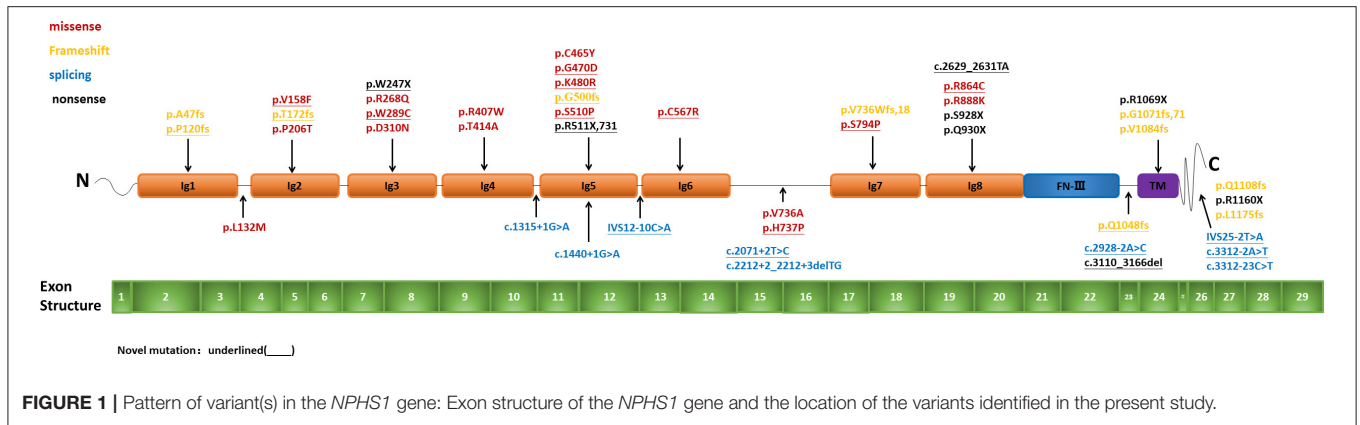 missense
Frameshift
splicing
nonsense
p.A47fs
p.P120fs
p.V158F
p.T172fs
p.P206T
p.W247X
p.R268Q
p.W289C
p.D310N
p.R407W
p.T414A
p.C465Y
p.G470D
p.K480R
p.G500fs
p.S510P
p.R511X,731
p.C567R
p.V736Wfs,18
p.S794P
c.2629_2631TA
p.R864C
p.R888K
p.S928X
p.Q930X
p.R1069X
p.G1071fs,71
p.V1084fs
N Ig1 Ig2 Ig3 Ig4 Ig5 Ig6 Ig7 Ig8 FN-Ⅲ TM C
p.L132M
c.1315+1G>A
c.1440+1G>A
IVS12-10C>A
p.V736A
p.H737P
c.2071+2T>C
c.2212+2_2212+3delTG
p.Q1048fs
c.2928-2A>C
c.3110_3166del
p.Q1108fs
p.R1160X
p.L1175fs
IVS25-2T>A
c.3312-2A>T
c.3312-23C>T
Exon
Structure
1 2 3 4 5 6 7 8 9 10 11 12 13 14 15 16 17 18 19 20 21 22 23 24 26 27 28 29
Novel mutation: underlined(____)
FIGURE 1 | Pattern of variant(s) in the NPHS1 gene: Exon structure of the NPHS1 gene and the location of the variants identified in the present study.